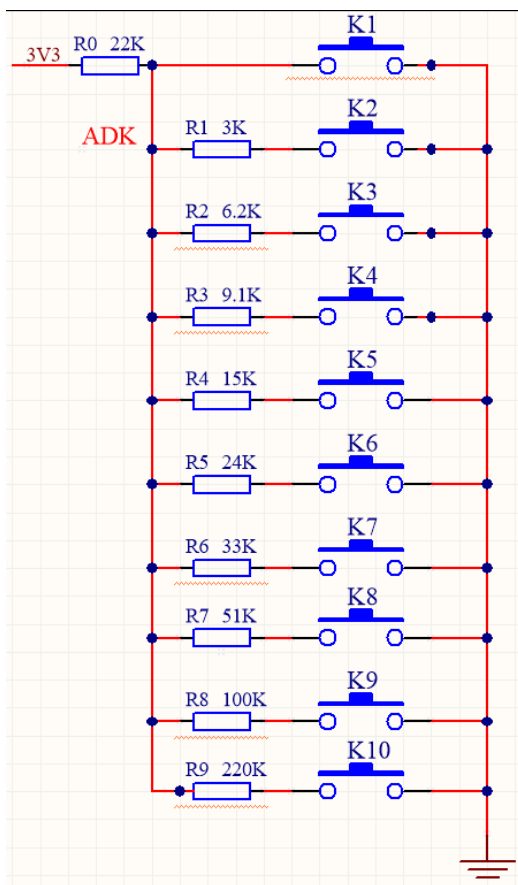 K1
R0 22K
3V3
ADK
K2
R1 3K
K3
R2 6.2K
K4
R3 9.1K
K5
R4 15K
K6
R5 24K
K7
R6 33K
K8
R7 51K
K9
R8 100K
K10
R9 220K